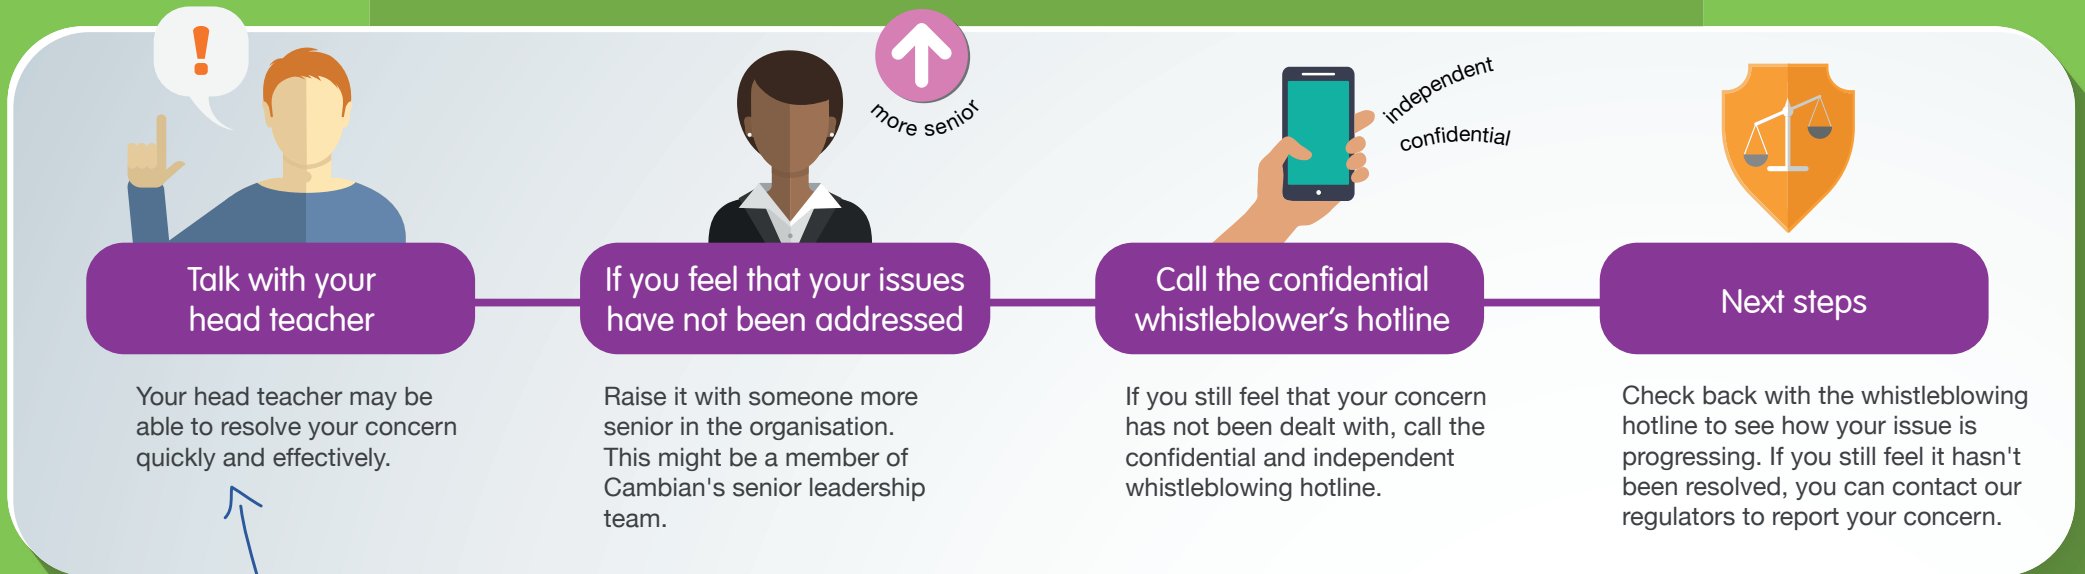 !
more senior
independent
confidential
Talk with your
head teacher
If you feel that your issues
have not been addressed
Call the confidential
whistleblower's hotline
Next steps
Your head teacher may be
able to resolve your concern
quickly and effectively.
Raise it with someone more
senior in the organisation.
This might be a member of
Cambian's senior leadership
team.
If you still feel that your concern
has not been dealt with, call the
confidential and independent
whistleblowing hotline.
Check back with the whistleblowing
hotline to see how your issue is
progressing. If you still feel it hasn't
been resolved, you can contact our
regulators to report your concern.